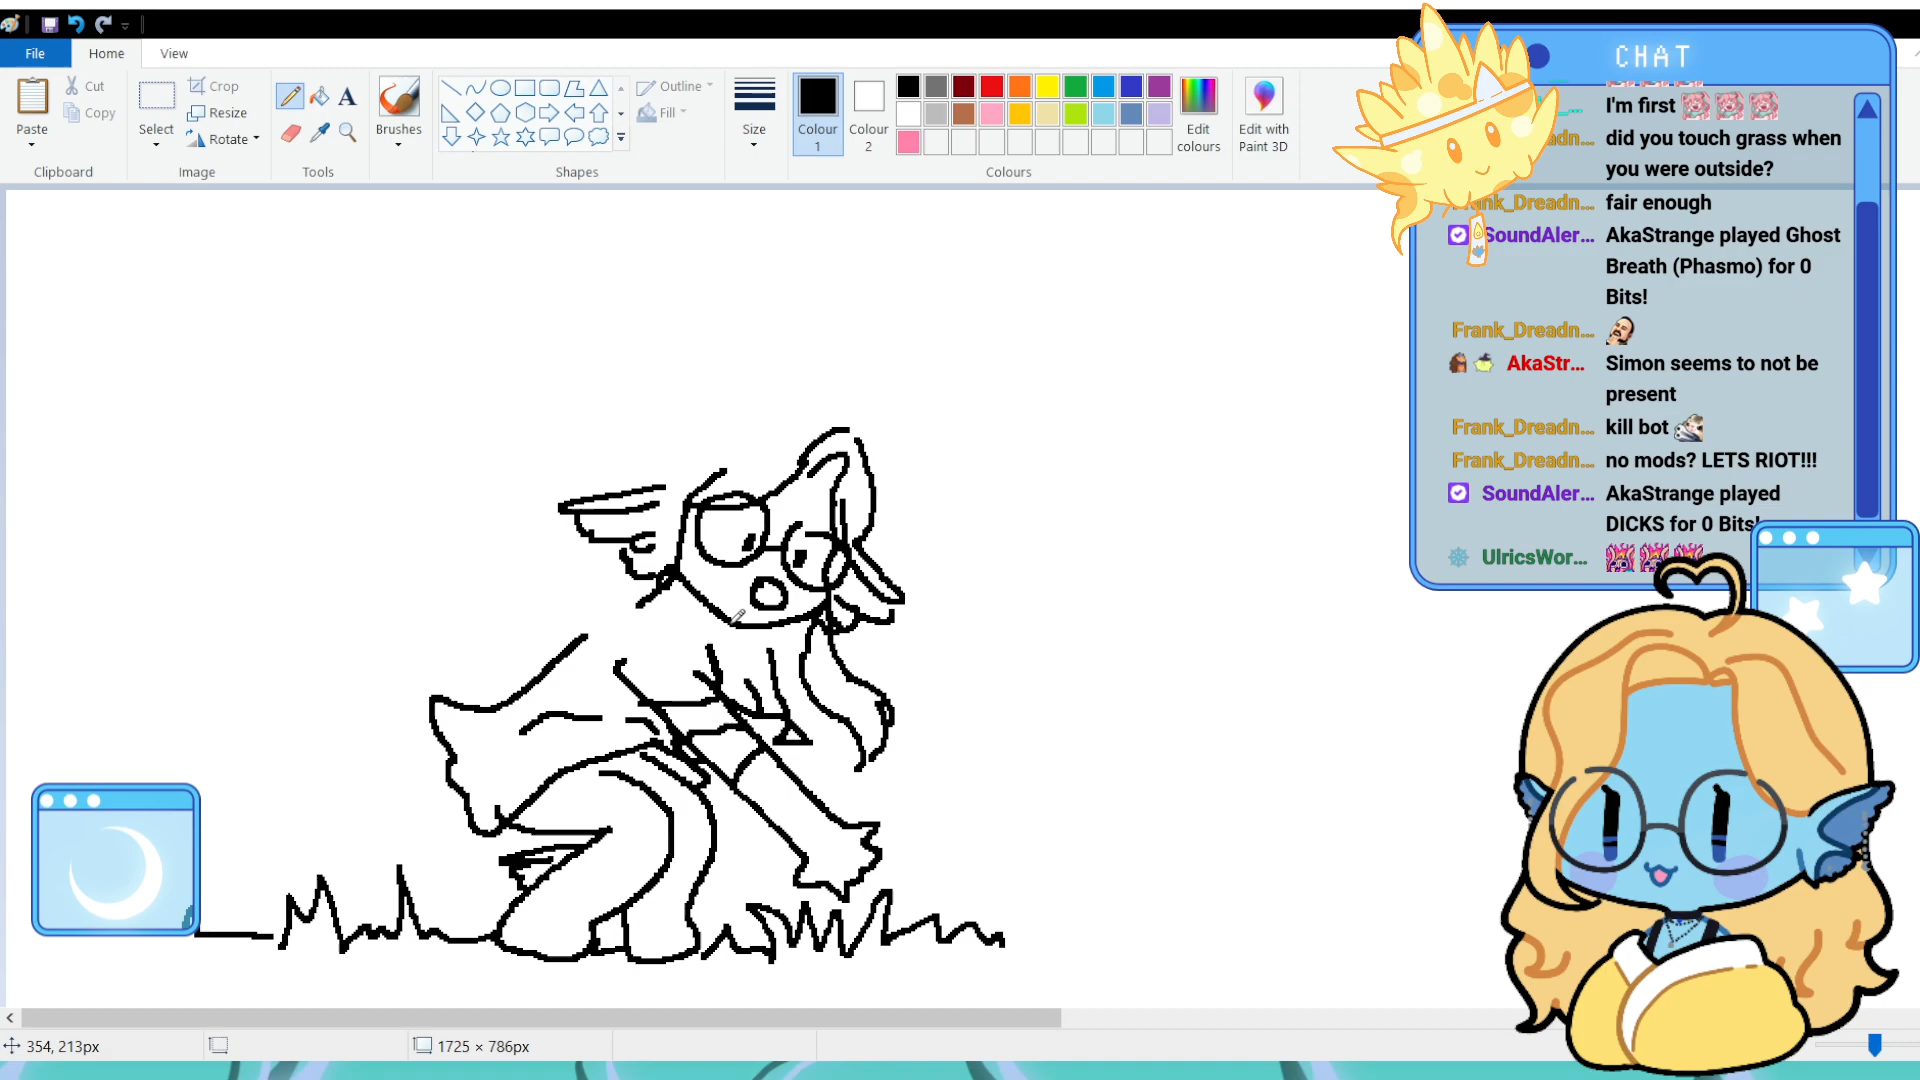 File Home View
CHAT
Paste
Cut
Copy
Clipboard
Select
Crop
Resize
Rotate
Image
Tools
Brushes
Shapes
Outline
Fill
Size
Colour 1
Colour 2
Edit colours
Colours
Edit with Paint 3D
I'm first
did you touch grass when
you were outside?
fair enough
SoundAler... AkaStrange played Ghost
Breath (Phasmo) for 0
Bits!
Frank_Dreadn...
AkaStr... Simon seems to not be
present
Frank_Dreadn... kill bot
Frank_Dreadn... no mods? LETS RIOT!!!
SoundAler... AkaStrange played
DICKS for 0 Bits!
UlricsWor...
354, 213px
1725 × 786px